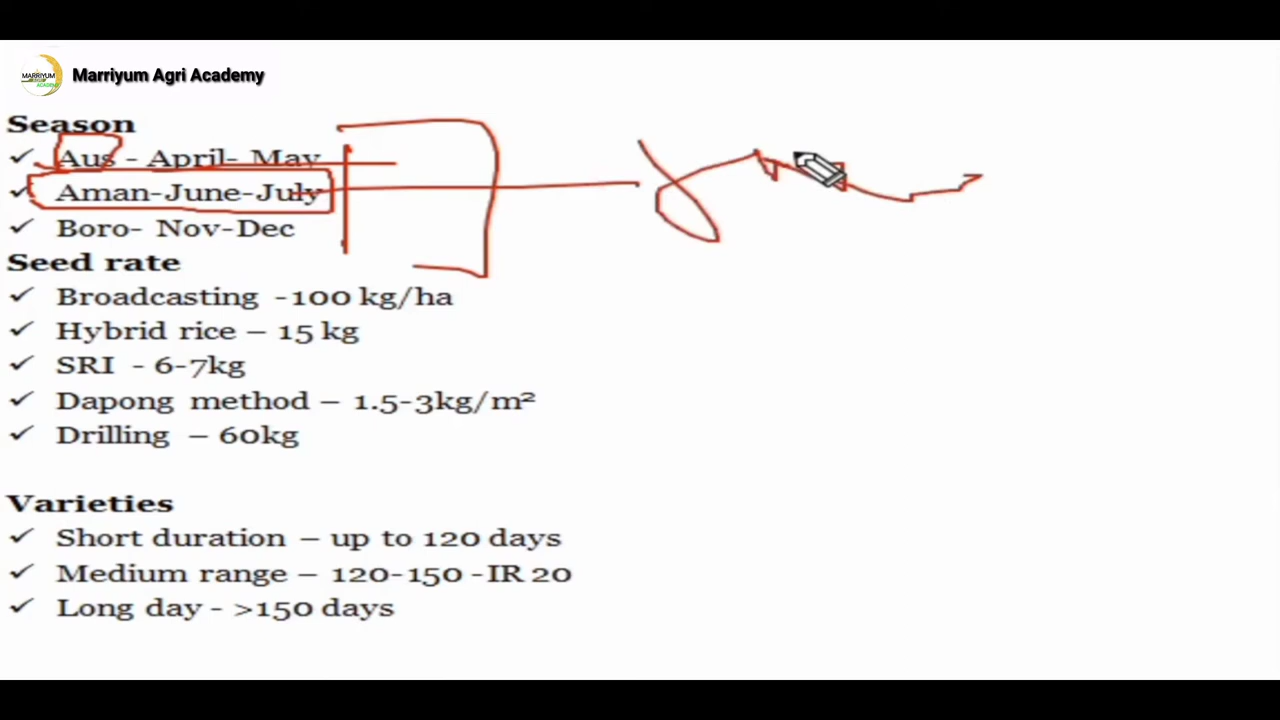 MARRIYUM
ACADEMY
Marriyum Agri Academy
Season
✓ Aus - April- May
✓ Aman-June-July
✓ Boro- Nov-Dec
Seed rate
✓ Broadcasting -100 kg/ha
✓ Hybrid rice – 15 kg
✓ SRI - 6-7kg
✓ Dapong method – 1.5-3kg/m²
✓ Drilling – 60kg
Varieties
✓ Short duration – up to 120 days
✓ Medium range – 120-150 -IR 20
✓ Long day - >150 days